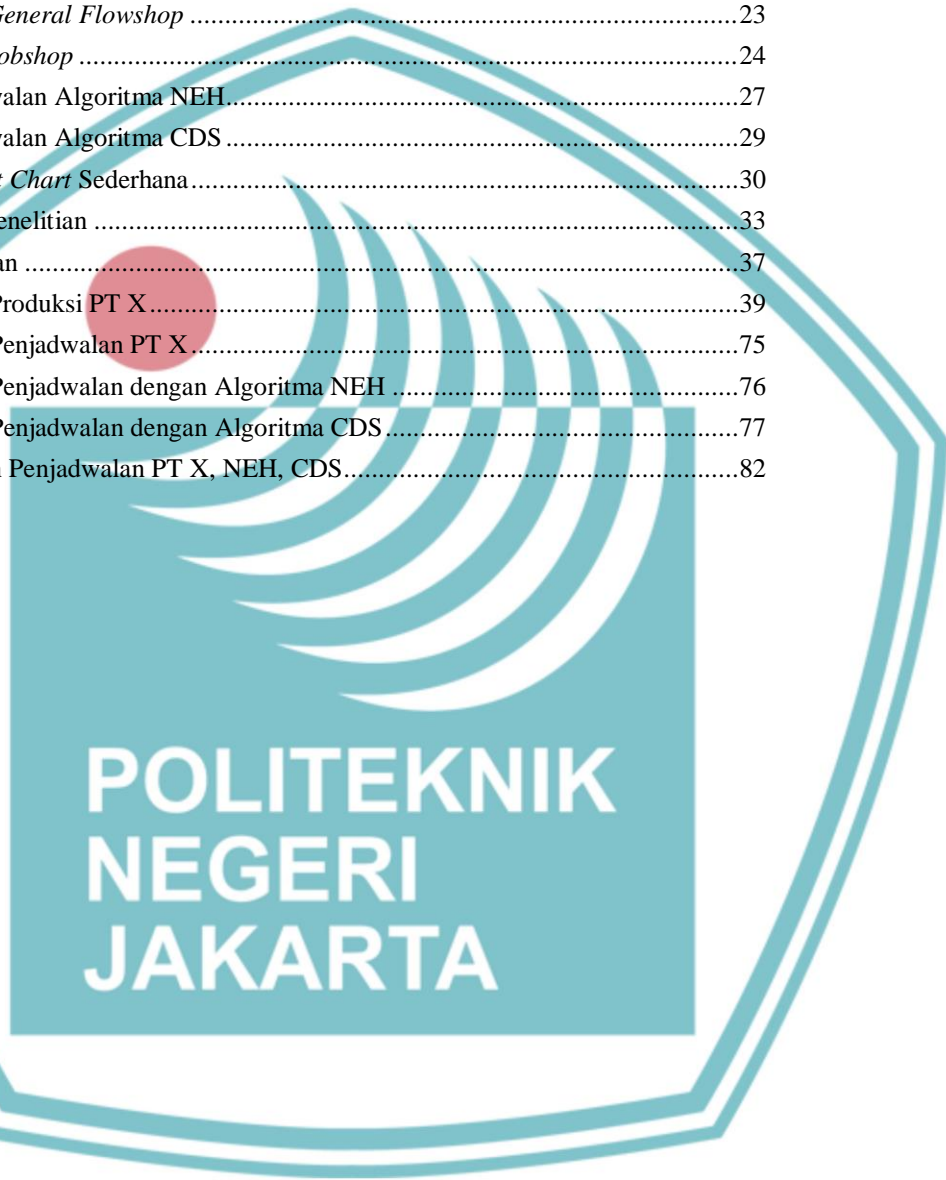 General Flowshop ..... 23
obshop ..... 24
valan Algoritma NEH ..... 27
valan Algoritma CDS ..... 29
t Chart Sederhana ..... 30
enelitian ..... 33
an ..... 37
Produksi PT X ..... 39
Penjadwalan PT X ..... 75
Penjadwalan dengan Algoritma NEH ..... 76
Penjadwalan dengan Algoritma CDS ..... 77
n Penjadwalan PT X, NEH, CDS ..... 82
POLITEKNIK
NEGERI
JAKARTA